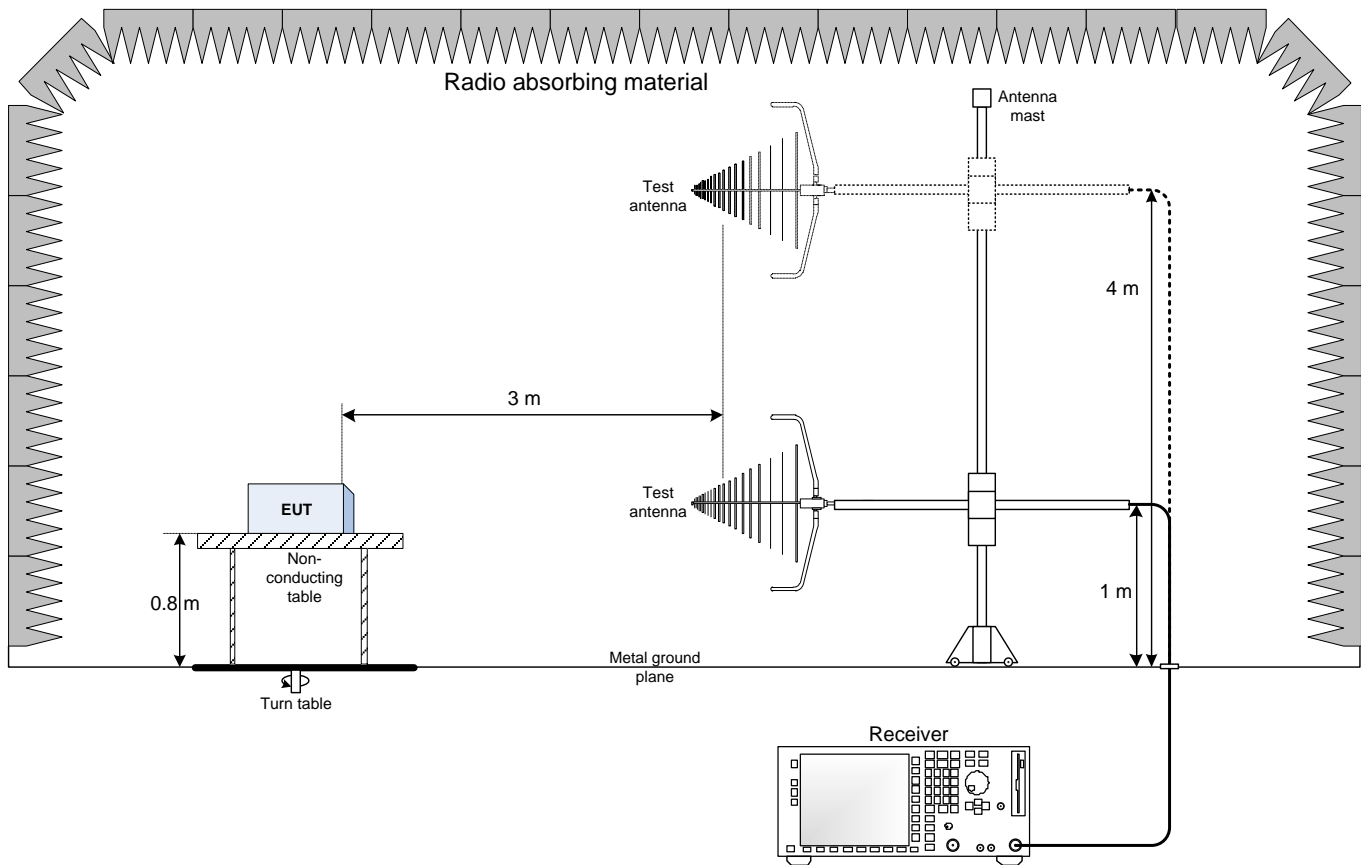 Radio absorbing material
Antenna
mast
Test
antenna
4 m
3 m
Test
antenna
EUT
Non-
conducting
table
0.8 m
1 m
Metal ground
plane
Turn table
Receiver